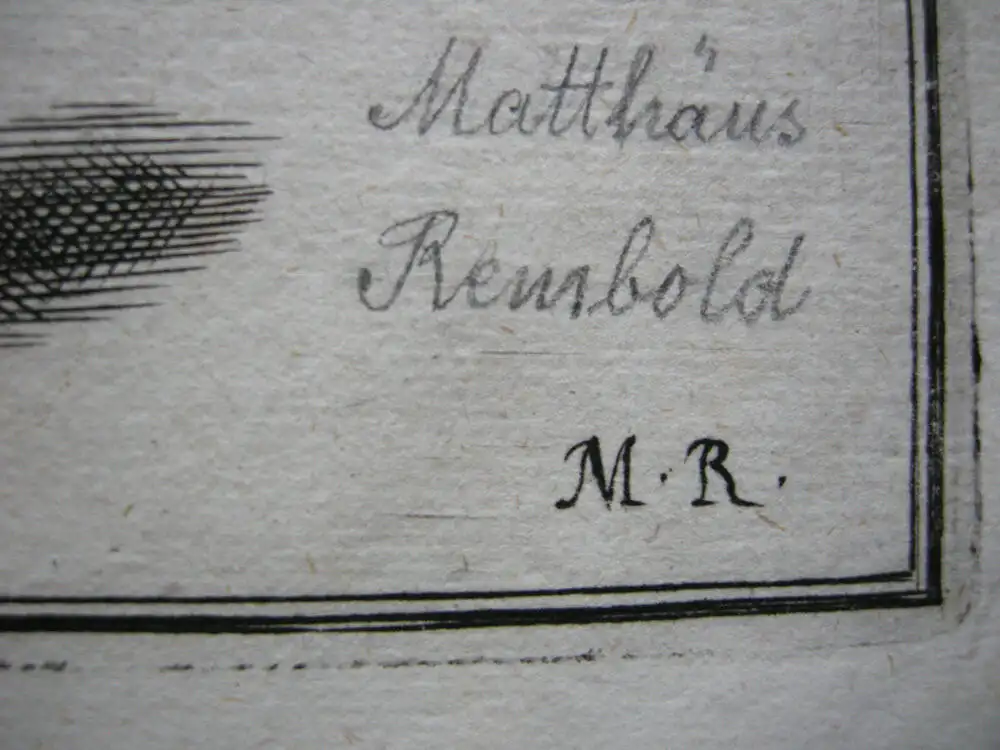 Matthäus
Rembold
M. R.